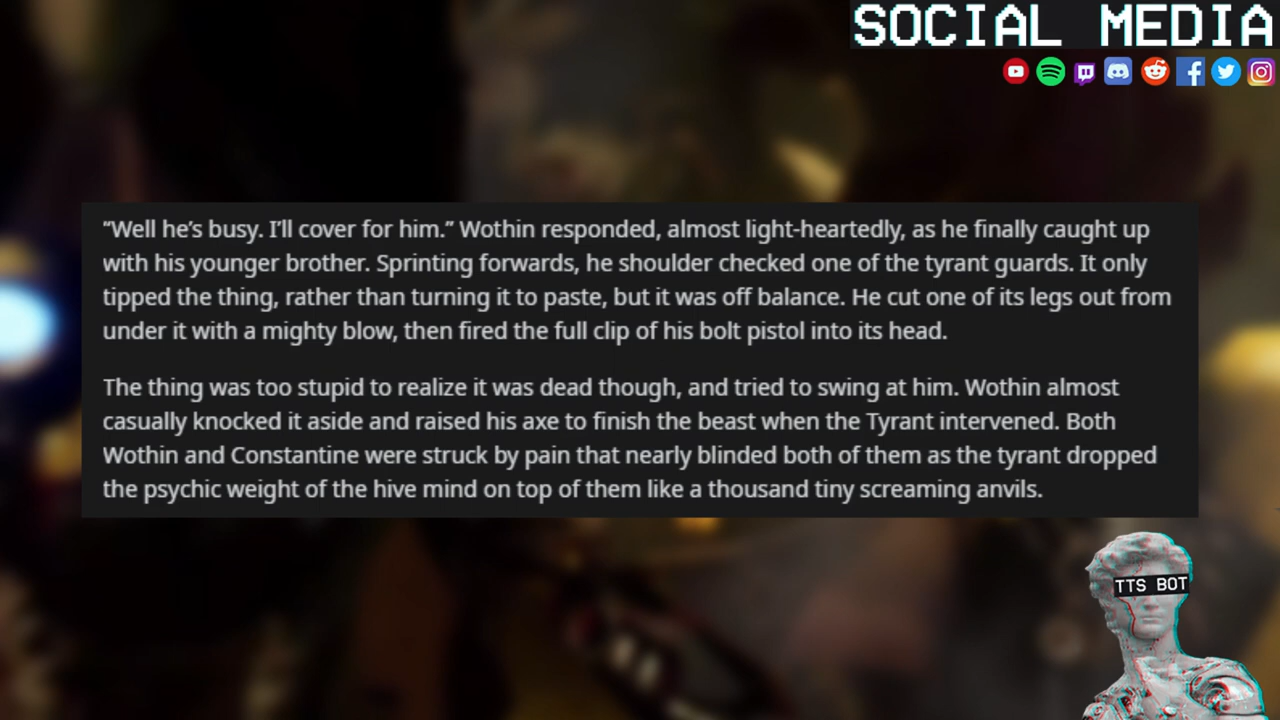 SOCIAL MEDIA
“Well he’s busy. I’ll cover for him.” Wothin responded, almost light-heartedly, as he finally caught up
with his younger brother. Sprinting forwards, he shoulder checked one of the tyrant guards. It only
tipped the thing, rather than turning it to paste, but it was off balance. He cut one of its legs out from
under it with a mighty blow, then fired the full clip of his bolt pistol into its head.
The thing was too stupid to realize it was dead though, and tried to swing at him. Wothin almost
casually knocked it aside and raised his axe to finish the beast when the Tyrant intervened. Both
Wothin and Constantine were struck by pain that nearly blinded both of them as the tyrant dropped
the psychic weight of the hive mind on top of them like a thousand tiny screaming anvils.
TTS BOT